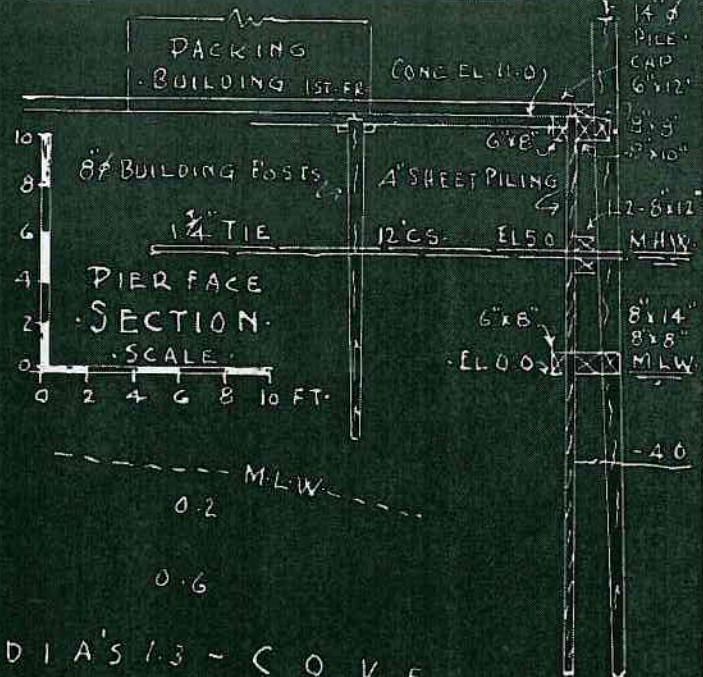 PACKING
BUILDING 1ST. FR.
CONC EL. 11.0
14" ϕ
PILE
CAP
6"x12"
8"x8"
8"x10"
6"x8"
8"ϕ BUILDING POSTS
4" SHEET PILING
2-8"x12"
1 3/4" TIE 12' CS. EL 5.0 M.H.W.
PIER FACE
SECTION
SCALE
10
8
6
4
2
0
0 2 4 6 8 10 FT.
6"x8"
8"x14"
8"x8"
EL 0.0
M.L.W.
-4.0
M.L.W.
0.2
0.6
COVE